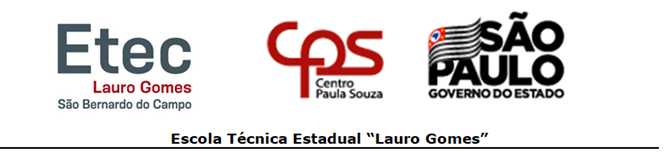 Etec
Lauro Gomes
São Bernardo do Campo
CPS
Centro
Paula Souza
SÃO
PAULO
GOVERNO DO ESTADO
Escola Técnica Estadual “Lauro Gomes”